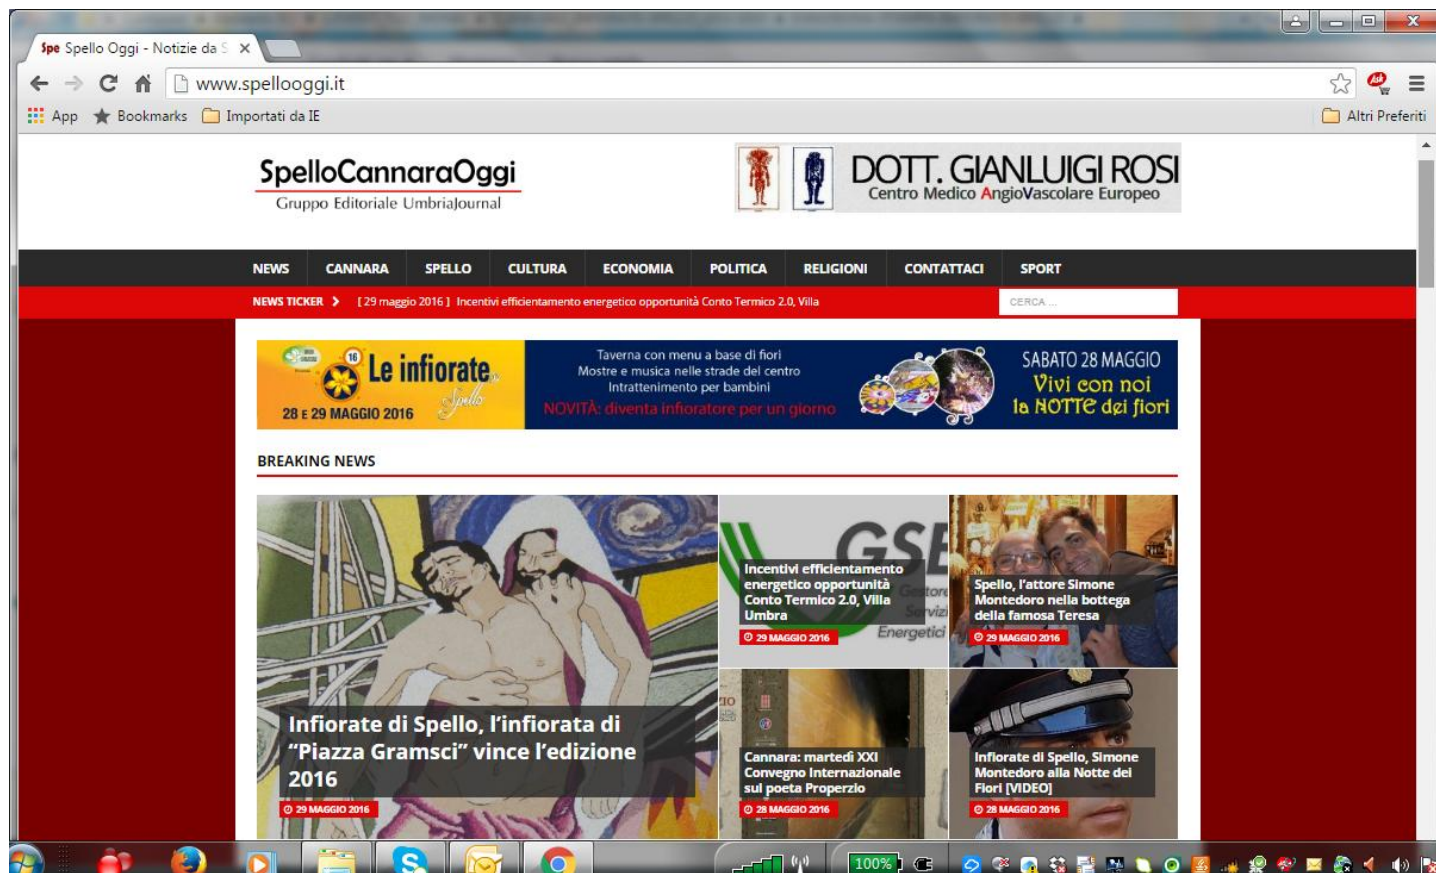 Spe Spello Oggi - Notizie da S
www.spellooggi.it
Ask
App Bookmarks Importati da IE Altri Preferiti
SpelloCannaraOggi
Gruppo Editoriale UmbriaJournal
DOTT. GIANLUIGI ROSI
Centro Medico AngioVascolare Europeo
NEWS CANNARA SPELLO CULTURA ECONOMIA POLITICA RELIGIONI CONTATTACI SPORT
NEWS TICKER [ 29 maggio 2016 ] Incentivi efficientamento energetico opportunità Conto Termico 2.0, Villa
CERCA ...
16
Le infiorate
Spello
28 E 29 MAGGIO 2016
Taverna con menu a base di fiori
Mostre e musica nelle strade del centro
Intrattenimento per bambini
NOVITÀ: diventa infioratore per un giorno
SABATO 28 MAGGIO
Vivi con noi
la NOTTE dei fiori
BREAKING NEWS
Infiorate di Spello, l'infiorata di
“Piazza Gramsci” vince l'edizione
2016
29 MAGGIO 2016
GSE
Gestore
Servizi
Energetici
Incentivi efficientamento
energetico opportunità
Conto Termico 2.0, Villa
Umbra
29 MAGGIO 2016
Spello, l'attore Simone
Montedoro nella bottega
della famosa Teresa
29 MAGGIO 2016
Cannara: martedì XXI
Convegno Internazionale
sul poeta Properzio
28 MAGGIO 2016
Infiorate di Spello, Simone
Montedoro alla Notte dei
Fiori [VIDEO]
28 MAGGIO 2016
100%